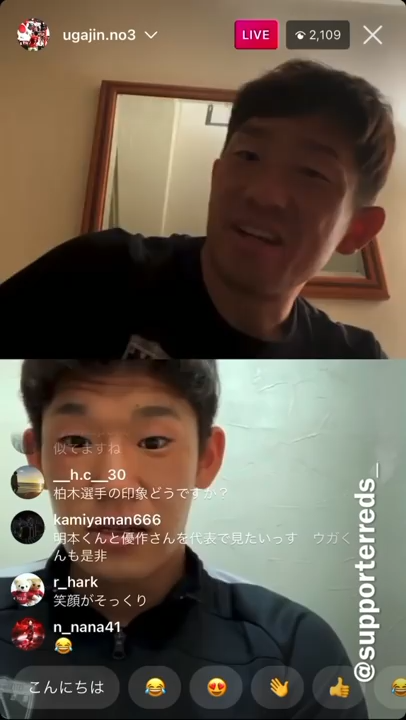 ugajin.no3
LIVE
2,109
似てますね
__h.c__30
柏木選手の印象どうですか？
kamiyaman666
明本くんと優作さんを代表で見たいっす　ウガく
んも是非
r_hark
笑顔がそっくり
n_nana41
😂
こんにちは
@supporterreds_